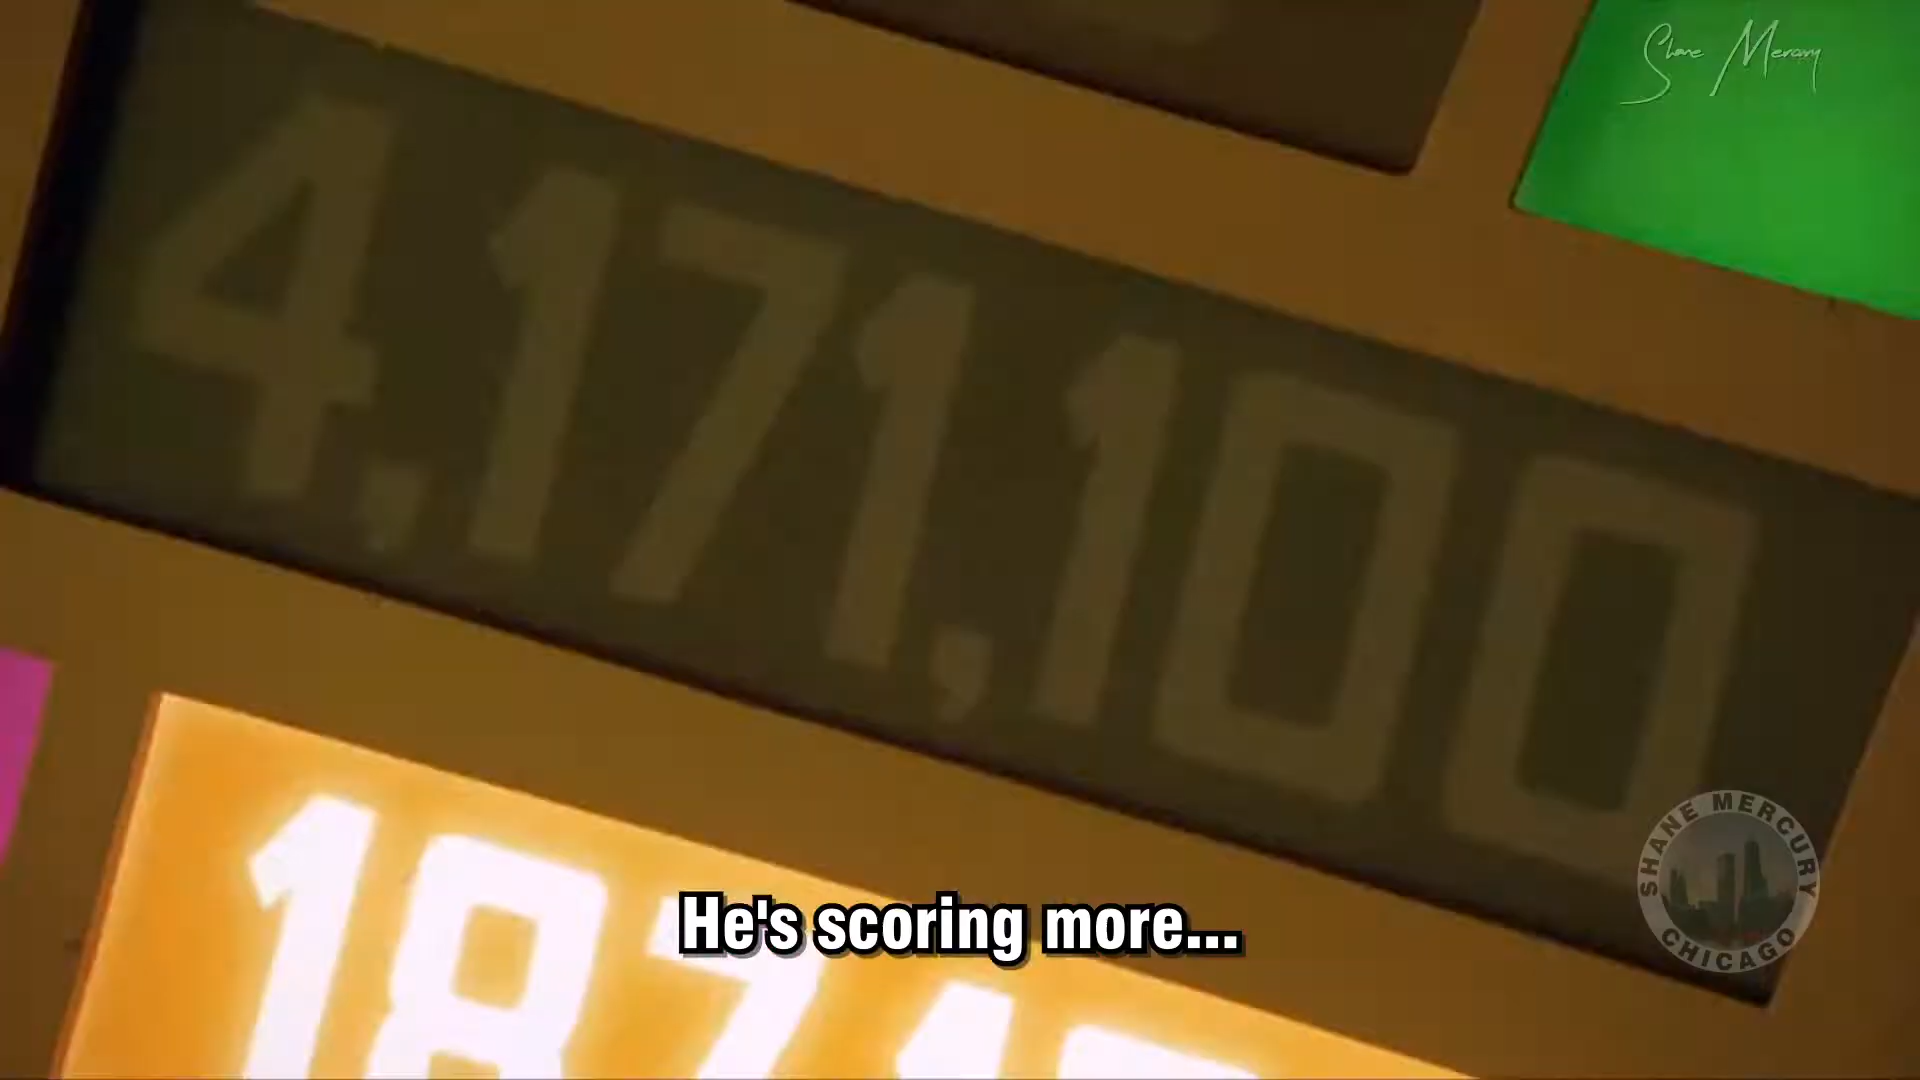 Shane Mercury
4.171,100
He's scoring more...
SHANE MERCURY
CHICAGO